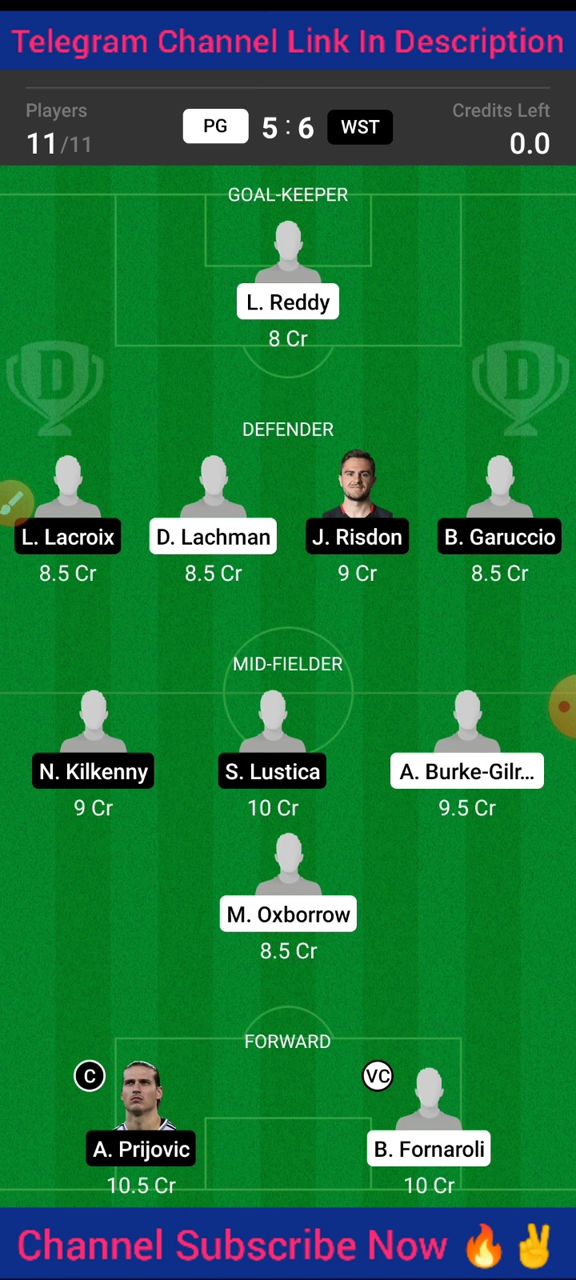 Telegram Channel Link In Description
Players
Credits Left
11/11
PG 5 : 6 WST
0.0
GOAL-KEEPER
L. Reddy
8 Cr
D D
DEFENDER
L. Lacroix D. Lachman J. Risdon B. Garuccio
8.5 Cr 8.5 Cr 9 Cr 8.5 Cr
MID-FIELDER
N. Kilkenny S. Lustica A. Burke-Gilr...
9 Cr 10 Cr 9.5 Cr
M. Oxborrow
8.5 Cr
FORWARD
C VC
A. Prijovic B. Fornaroli
10.5 Cr 10 Cr
Channel Subscribe Now 🔥✌️